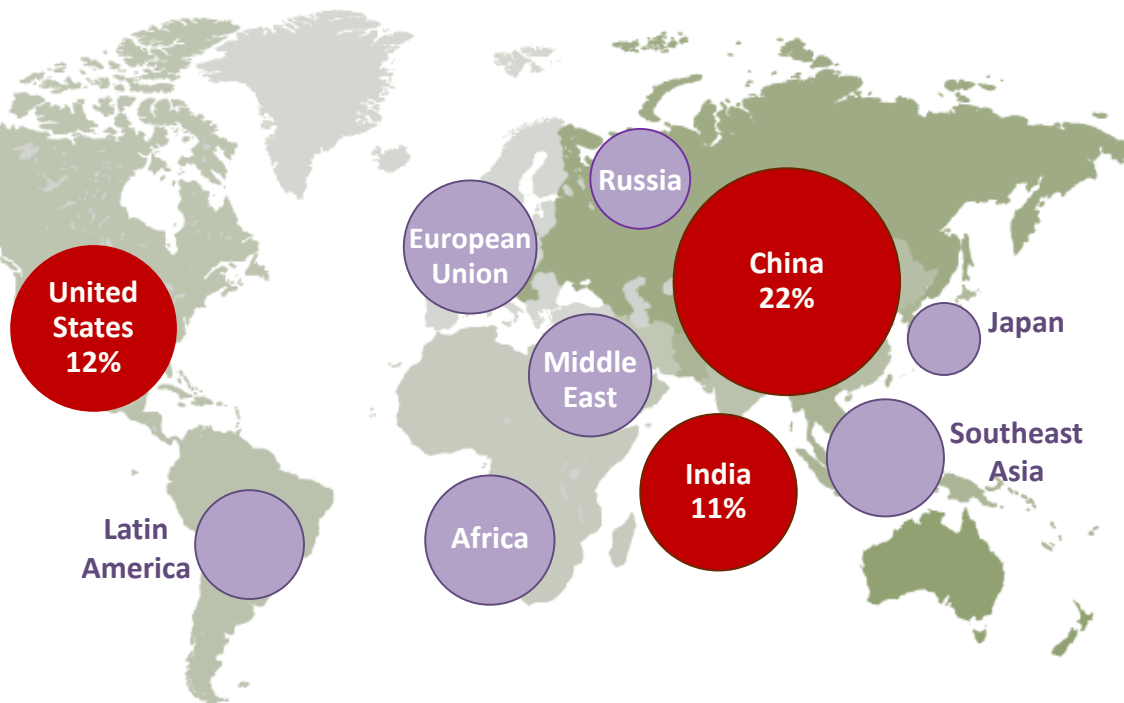 Russia
European
Union
China
22%
United
States
12%
Japan
Middle
East
Southeast
Asia
India
11%
Latin
America
Africa